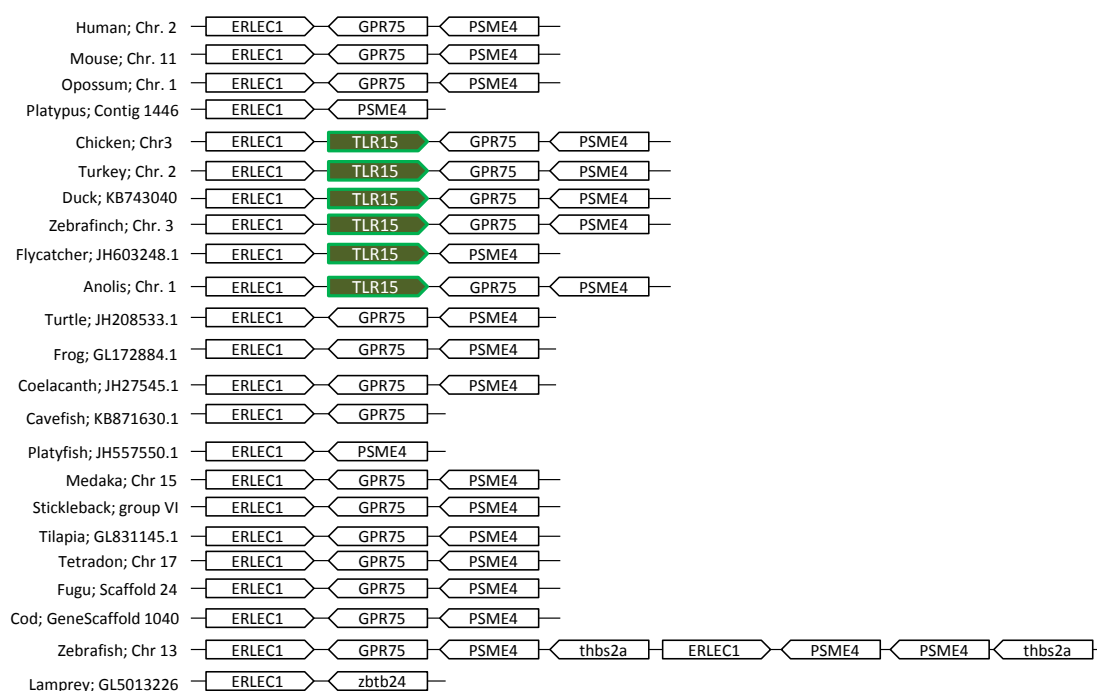 Human; Chr. 2 ERLEC1 GPR75 PSME4
Mouse; Chr. 11 ERLEC1 GPR75 PSME4
Opossum; Chr. 1 ERLEC1 GPR75 PSME4
Platypus; Contig 1446 ERLEC1 PSME4
Chicken; Chr3 ERLEC1 TLR15 GPR75 PSME4
Turkey; Chr. 2 ERLEC1 TLR15 GPR75 PSME4
Duck; KB743040 ERLEC1 TLR15 GPR75 PSME4
Zebrafinch; Chr. 3 ERLEC1 TLR15 GPR75 PSME4
Flycatcher; JH603248.1 ERLEC1 TLR15 PSME4
Anolis; Chr. 1 ERLEC1 TLR15 GPR75 PSME4
Turtle; JH208533.1 ERLEC1 GPR75 PSME4
Frog; GL172884.1 ERLEC1 GPR75 PSME4
Coelacanth; JH27545.1 ERLEC1 GPR75 PSME4
Cavefish; KB871630.1 ERLEC1 GPR75
Platyfish; JH557550.1 ERLEC1 PSME4
Medaka; Chr 15 ERLEC1 GPR75 PSME4
Stickleback; group VI ERLEC1 GPR75 PSME4
Tilapia; GL831145.1 ERLEC1 GPR75 PSME4
Tetradon; Chr 17 ERLEC1 GPR75 PSME4
Fugu; Scaffold 24 ERLEC1 GPR75 PSME4
Cod; GeneScaffold 1040 ERLEC1 GPR75 PSME4
Zebrafish; Chr 13 ERLEC1 GPR75 PSME4 thbs2a ERLEC1 PSME4 PSME4 thbs2a
Lamprey; GL5013226 ERLEC1 zbtb24